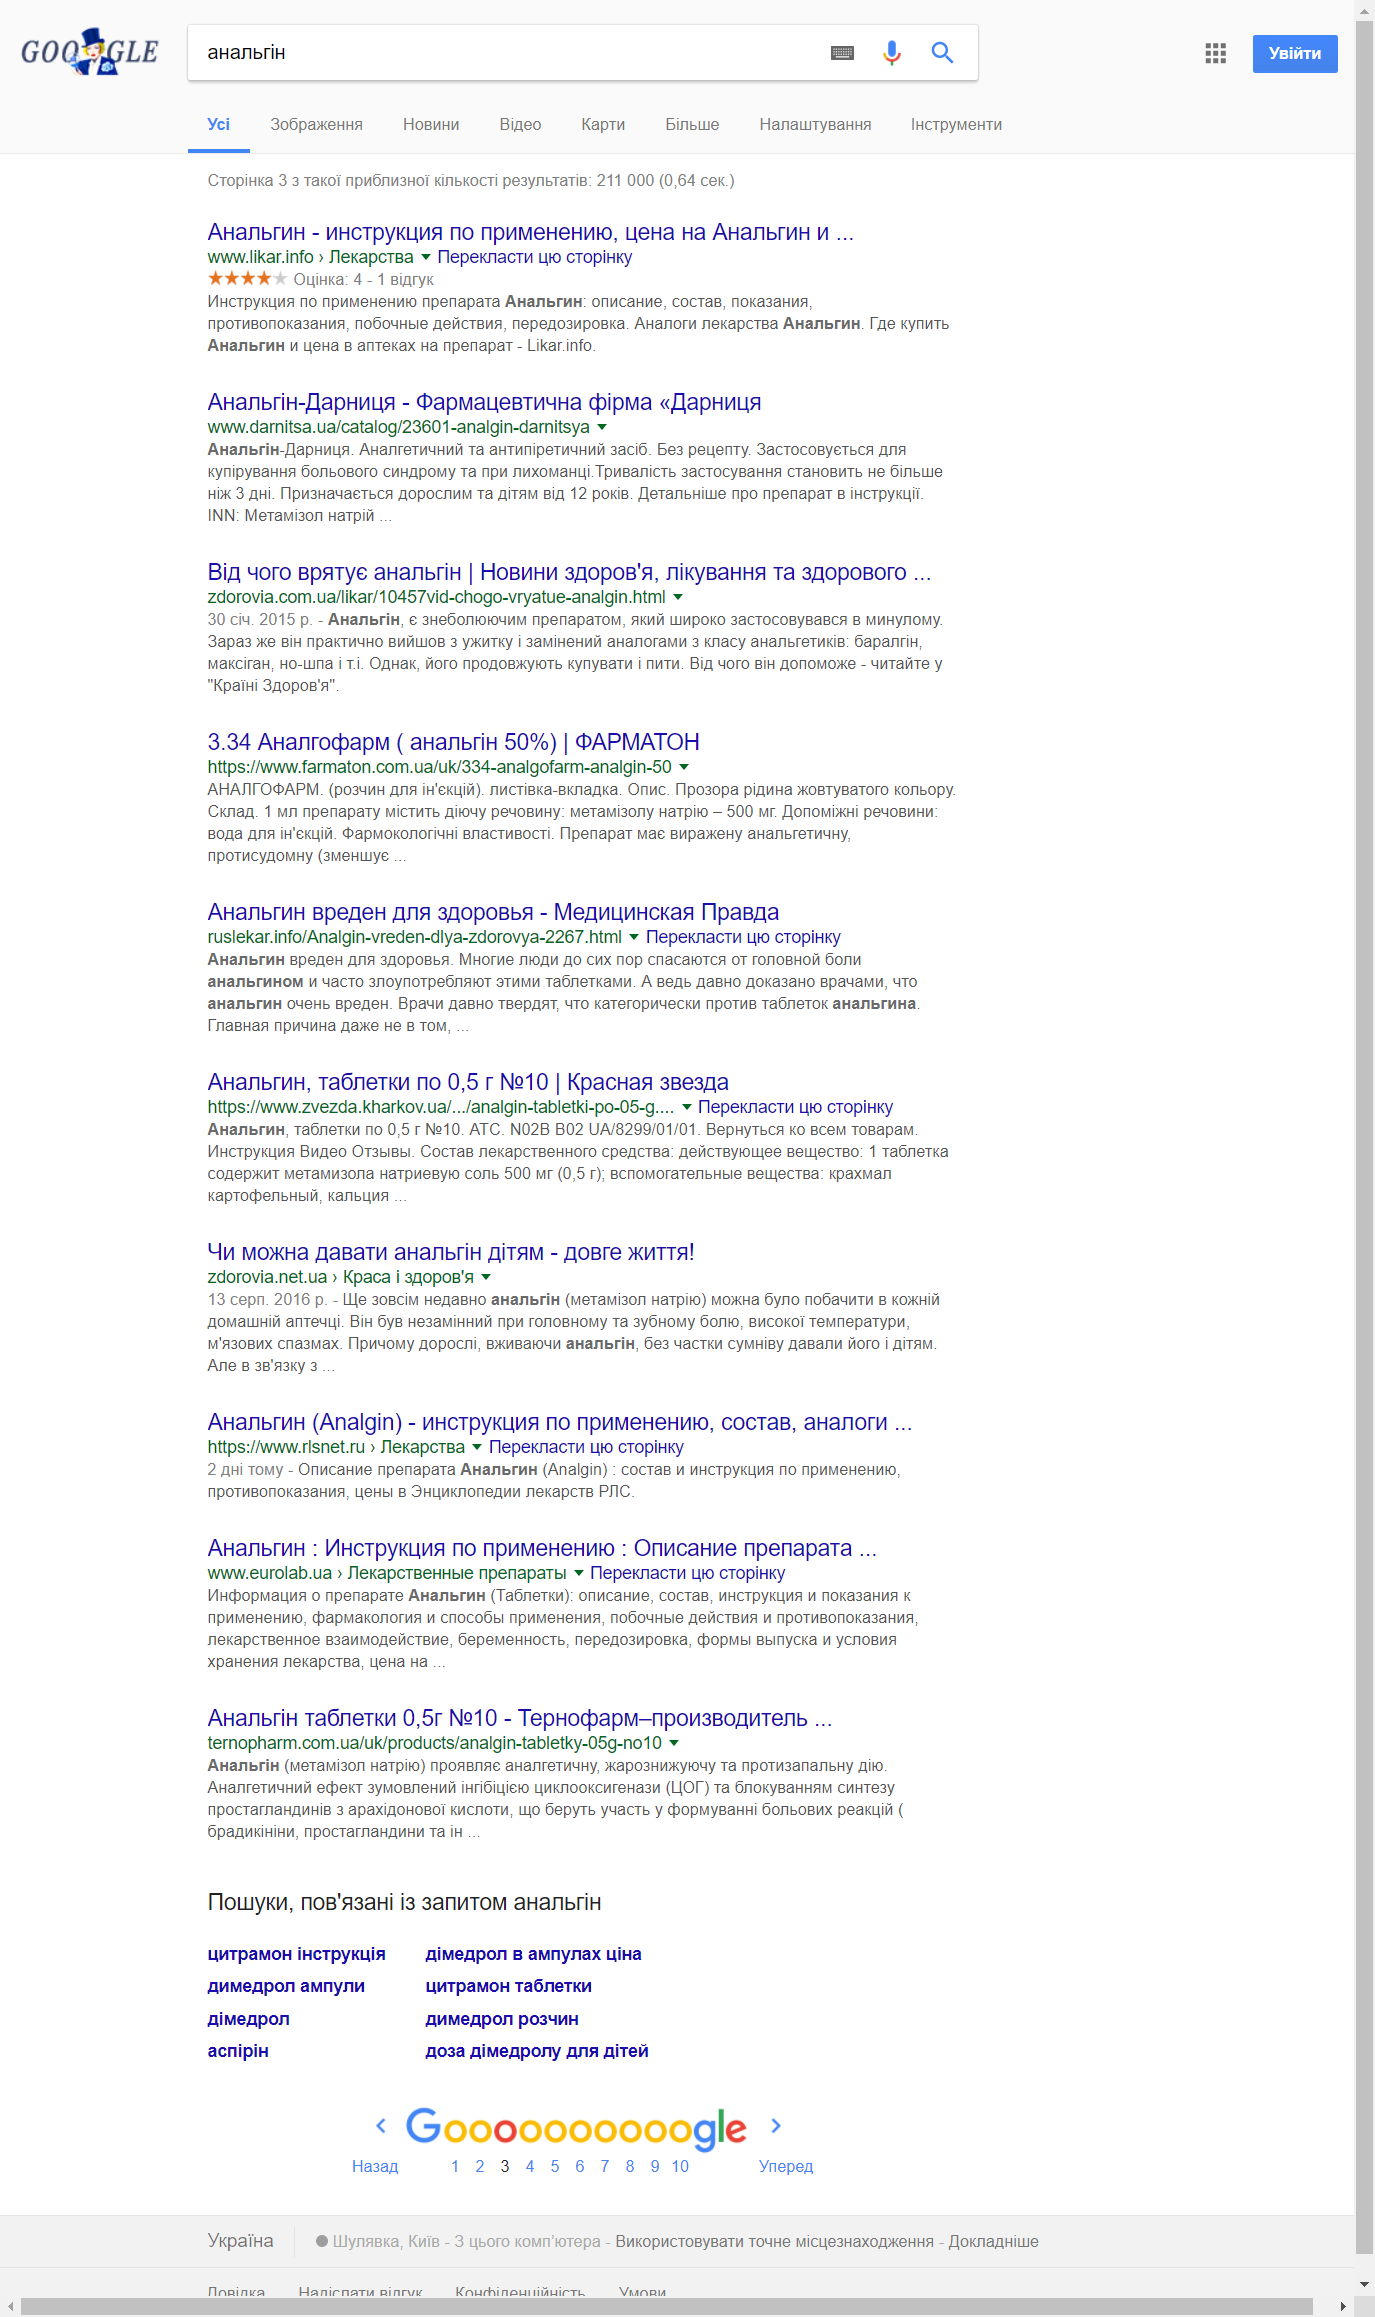 GOOGLE
анальгін
Увійти
Усі Зображення Новини Відео Карти Більше Налаштування Інструменти
Сторінка 3 з такої приблизної кількості результатів: 211 000 (0,64 сек.)
Анальгин - инструкция по применению, цена на Анальгин и ...
www.likar.info › Лекарства ▼ Перекласти цю сторінку
★★★★★ Оцінка: 4 - 1 відгук
Инструкция по применению препарата Анальгин: описание, состав, показания,
противопоказания, побочные действия, передозировка. Аналоги лекарства Анальгин. Где купить
Анальгин и цена в аптеках на препарат - Likar.info.
Анальгін-Дарниця - Фармацевтична фірма «Дарниця
www.darnitsa.ua/catalog/23601-analgin-darnitsya ▼
Анальгін-Дарниця. Аналгетичний та антипіретичний засіб. Без рецепту. Застосовується для
купірування больового синдрому та при лихоманці.Тривалість застосування становить не більше
ніж 3 дні. Призначається дорослим та дітям від 12 років. Детальніше про препарат в інструкції.
INN: Метамізол натрій ...
Від чого врятує анальгін | Новини здоров'я, лікування та здорового ...
zdorovia.com.ua/likar/10457vid-chogo-vryatue-analgin.html ▼
30 січ. 2015 р. - Анальгін, є знеболюючим препаратом, який широко застосовувався в минулому.
Зараз же він практично вийшов з ужитку і замінений аналогами з класу анальгетиків: баралгін,
максіган, но-шпа і т.і. Однак, його продовжують купувати і пити. Від чого він допоможе - читайте у
"Країні Здоров'я".
3.34 Аналгофарм ( анальгін 50%) | ФАРМАТОН
https://www.farmaton.com.ua/uk/334-analgofarm-analgin-50 ▼
АНАЛГОФАРМ. (розчин для ін'єкцій). листівка-вкладка. Опис. Прозора рідина жовтуватого кольору.
Склад. 1 мл препарату містить діючу речовину: метамізолу натрію – 500 мг. Допоміжні речовини:
вода для ін'єкцій. Фармокологічні властивості. Препарат має виражену анальгетичну,
протисудомну (зменшує ...
Анальгин вреден для здоровья - Медицинская Правда
ruslekar.info/Analgin-vreden-dlya-zdorovya-2267.html ▼ Перекласти цю сторінку
Анальгин вреден для здоровья. Многие люди до сих пор спасаются от головной боли
анальгином и часто злоупотребляют этими таблетками. А ведь давно доказано врачами, что
анальгин очень вреден. Врачи давно твердят, что категорически против таблеток анальгина.
Главная причина даже не в том, ...
Анальгин, таблетки по 0,5 г №10 | Красная звезда
https://www.zvezda.kharkov.ua/.../analgin-tabletki-po-05-g.... ▼ Перекласти цю сторінку
Анальгин, таблетки по 0,5 г №10. АТС. N02B B02 UA/8299/01/01. Вернуться ко всем товарам.
Инструкция Видео Отзывы. Состав лекарственного средства: действующее вещество: 1 таблетка
содержит метамизола натриевую соль 500 мг (0,5 г); вспомогательные вещества: крахмал
картофельный, кальция ...
Чи можна давати анальгін дітям - довге життя!
zdorovia.net.ua › Краса і здоров'я ▼
13 серп. 2016 р. - Ще зовсім недавно анальгін (метамізол натрію) можна було побачити в кожній
домашній аптечці. Він був незамінний при головному та зубному болю, високої температури,
м'язових спазмах. Причому дорослі, вживаючи анальгін, без частки сумніву давали його і дітям.
Але в зв'язку з ...
Анальгин (Analgin) - инструкция по применению, состав, аналоги ...
https://www.rlsnet.ru › Лекарства ▼ Перекласти цю сторінку
2 дні тому - Описание препарата Анальгин (Analgin) : состав и инструкция по применению,
противопоказания, цены в Энциклопедии лекарств РЛС.
Анальгин : Инструкция по применению : Описание препарата ...
www.eurolab.ua › Лекарственные препараты ▼ Перекласти цю сторінку
Информация о препарате Анальгин (Таблетки): описание, состав, инструкция и показания к
применению, фармакология и способы применения, побочные действия и противопоказания,
лекарственное взаимодействие, беременность, передозировка, формы выпуска и условия
хранения лекарства, цена на ...
Анальгін таблетки 0,5г №10 - Тернофарм–производитель ...
ternopharm.com.ua/uk/products/analgin-tabletky-05g-no10 ▼
Анальгін (метамізол натрію) проявляє аналгетичну, жарознижуючу та протизапальну дію.
Аналгетичний ефект зумовлений інгібіцією циклооксигенази (ЦОГ) та блокуванням синтезу
простагландинів з арахідонової кислоти, що беруть участь у формуванні больових реакцій (
брадикініни, простагландини та ін ...
Пошуки, пов'язані із запитом анальгін
цитрамон інструкція дімедрол в ампулах ціна
димедрол ампули цитрамон таблетки
дімедрол димедрол розчин
аспірін доза дімедролу для дітей
Goooooooooogle
Назад 1 2 3 4 5 6 7 8 9 10 Уперед
Україна Шулявка, Київ - З цього комп'ютера - Використовувати точне місцезнаходження - Докладніше
Довідка Надіслати відгук Конфіденційність Умови